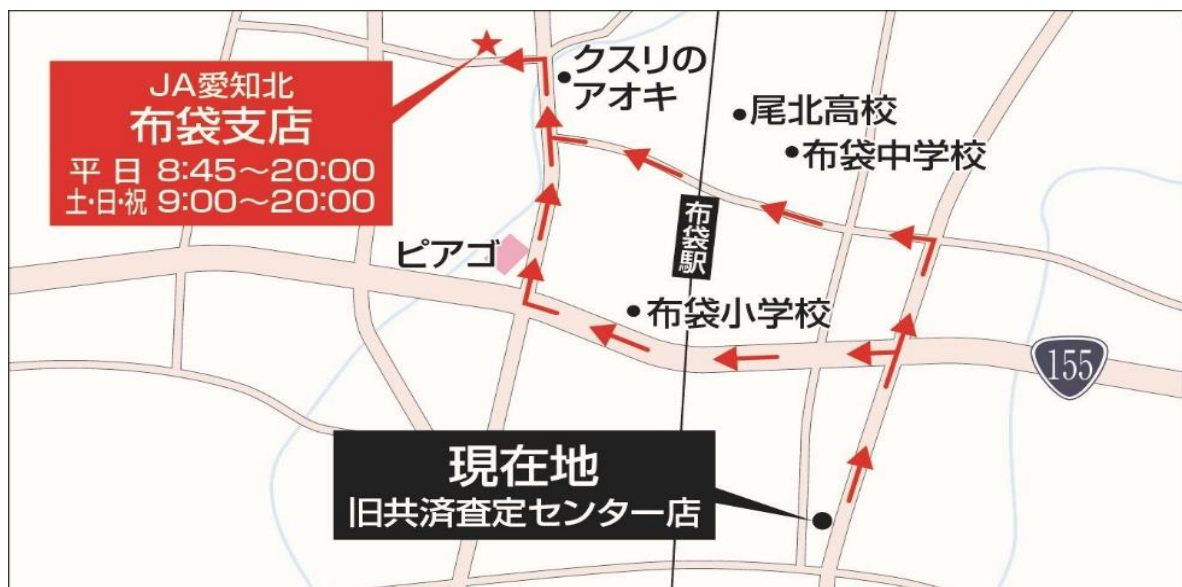 JA愛知北
布袋支店
平日 8:45～20:00
土・日・祝 9:00～20:00
クスリの
アオキ
尾北高校
布袋中学校
布袋駅
ピアゴ
布袋小学校
155
現在地
旧共済査定センター店